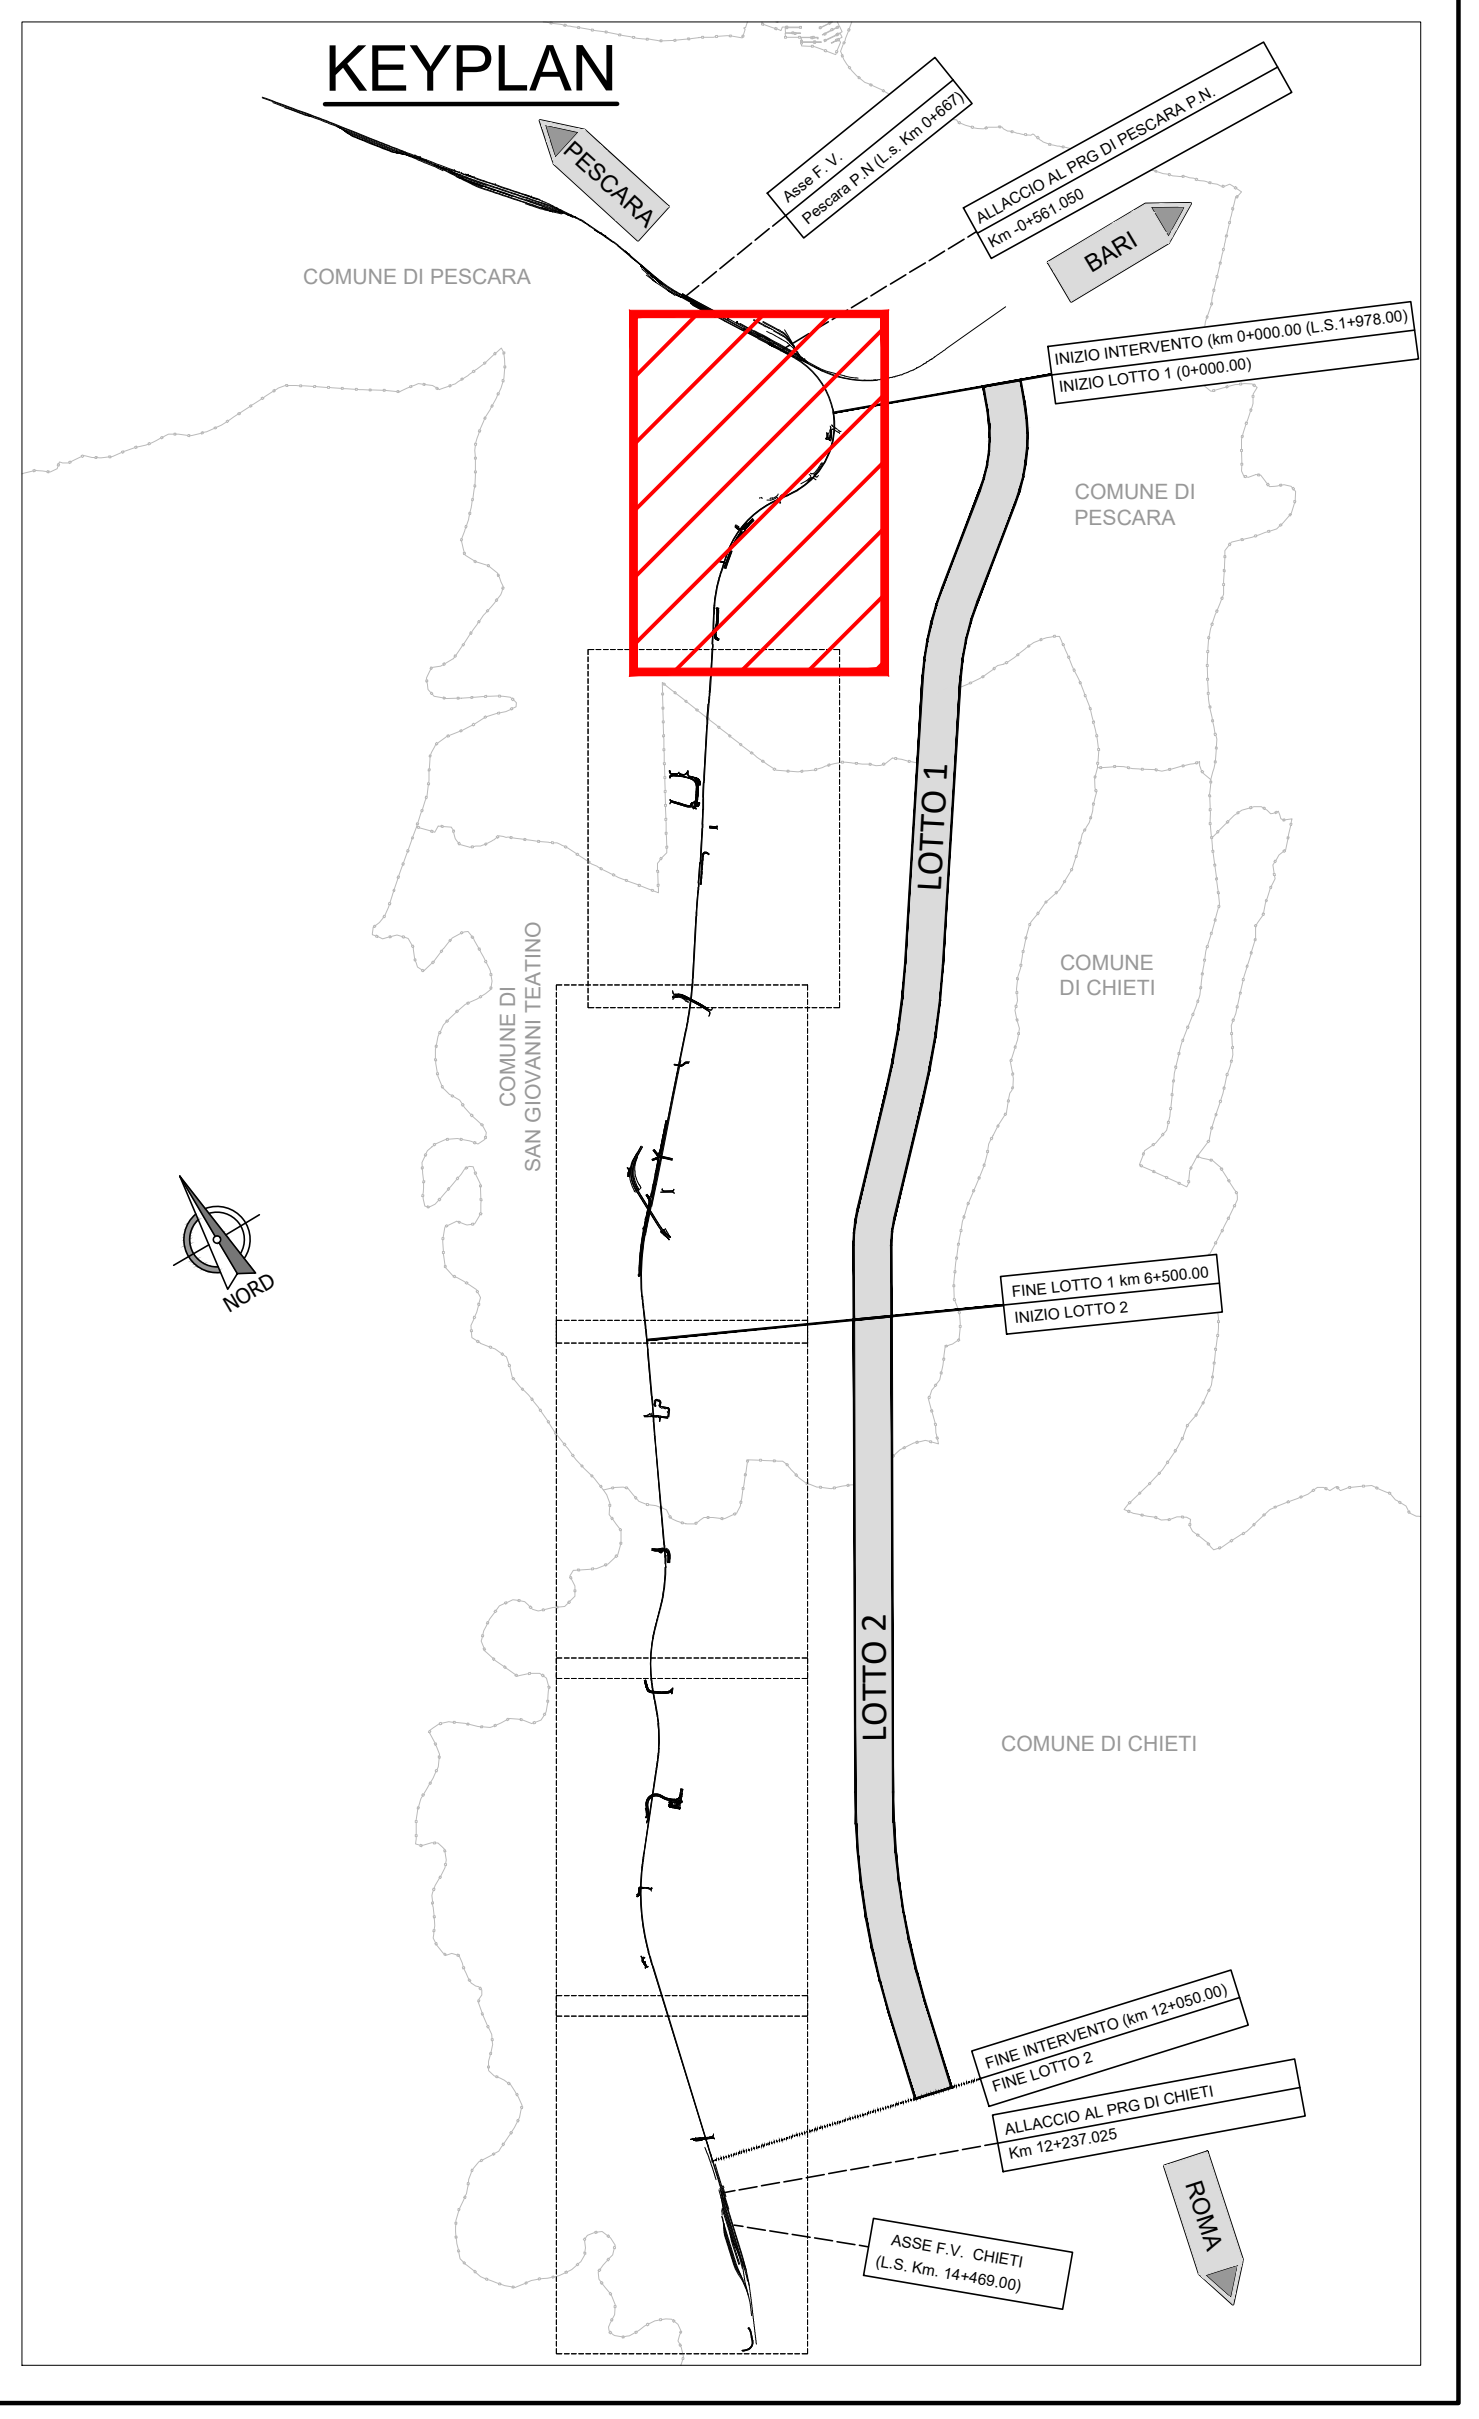 KEYPLAN
PESCARA
Asse F. V.
Pescara P.N (L.s. Km 0+667)
ALLACCIO AL PRG DI PESCARA P.N.
Km -0+561.050
BARI
COMUNE DI PESCARA
INIZIO INTERVENTO (km 0+000.00 (L.S.1+978.00)
INIZIO LOTTO 1 (0+000.00)
COMUNE DI
PESCARA
LOTTO 1
COMUNE
DI CHIETI
COMUNE DI
SAN GIOVANNI TEATINO
NORD
FINE LOTTO 1 km 6+500.00
INIZIO LOTTO 2
LOTTO 2
COMUNE DI CHIETI
FINE INTERVENTO (km 12+050.00)
FINE LOTTO 2
ALLACCIO AL PRG DI CHIETI
Km 12+237.025
ROMA
ASSE F.V. CHIETI
(L.S. Km. 14+469.00)